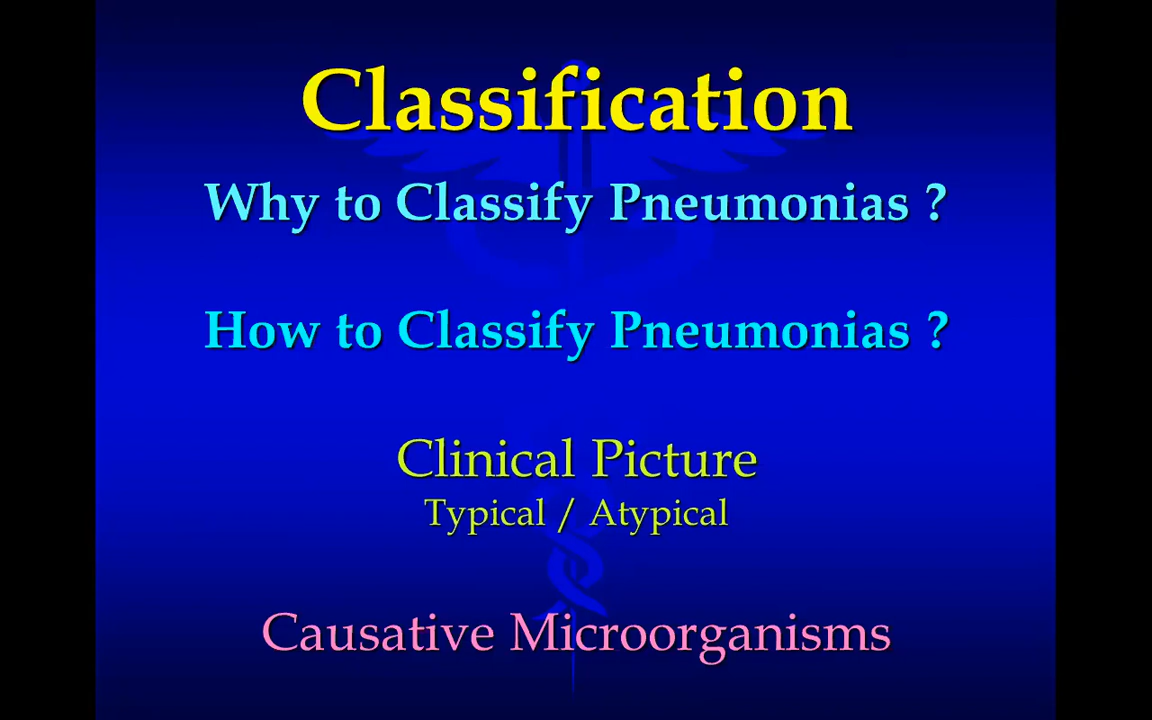 Classification
Why to Classify Pneumonias ?
How to Classify Pneumonias ?
Clinical Picture
Typical / Atypical
Causative Microorganisms